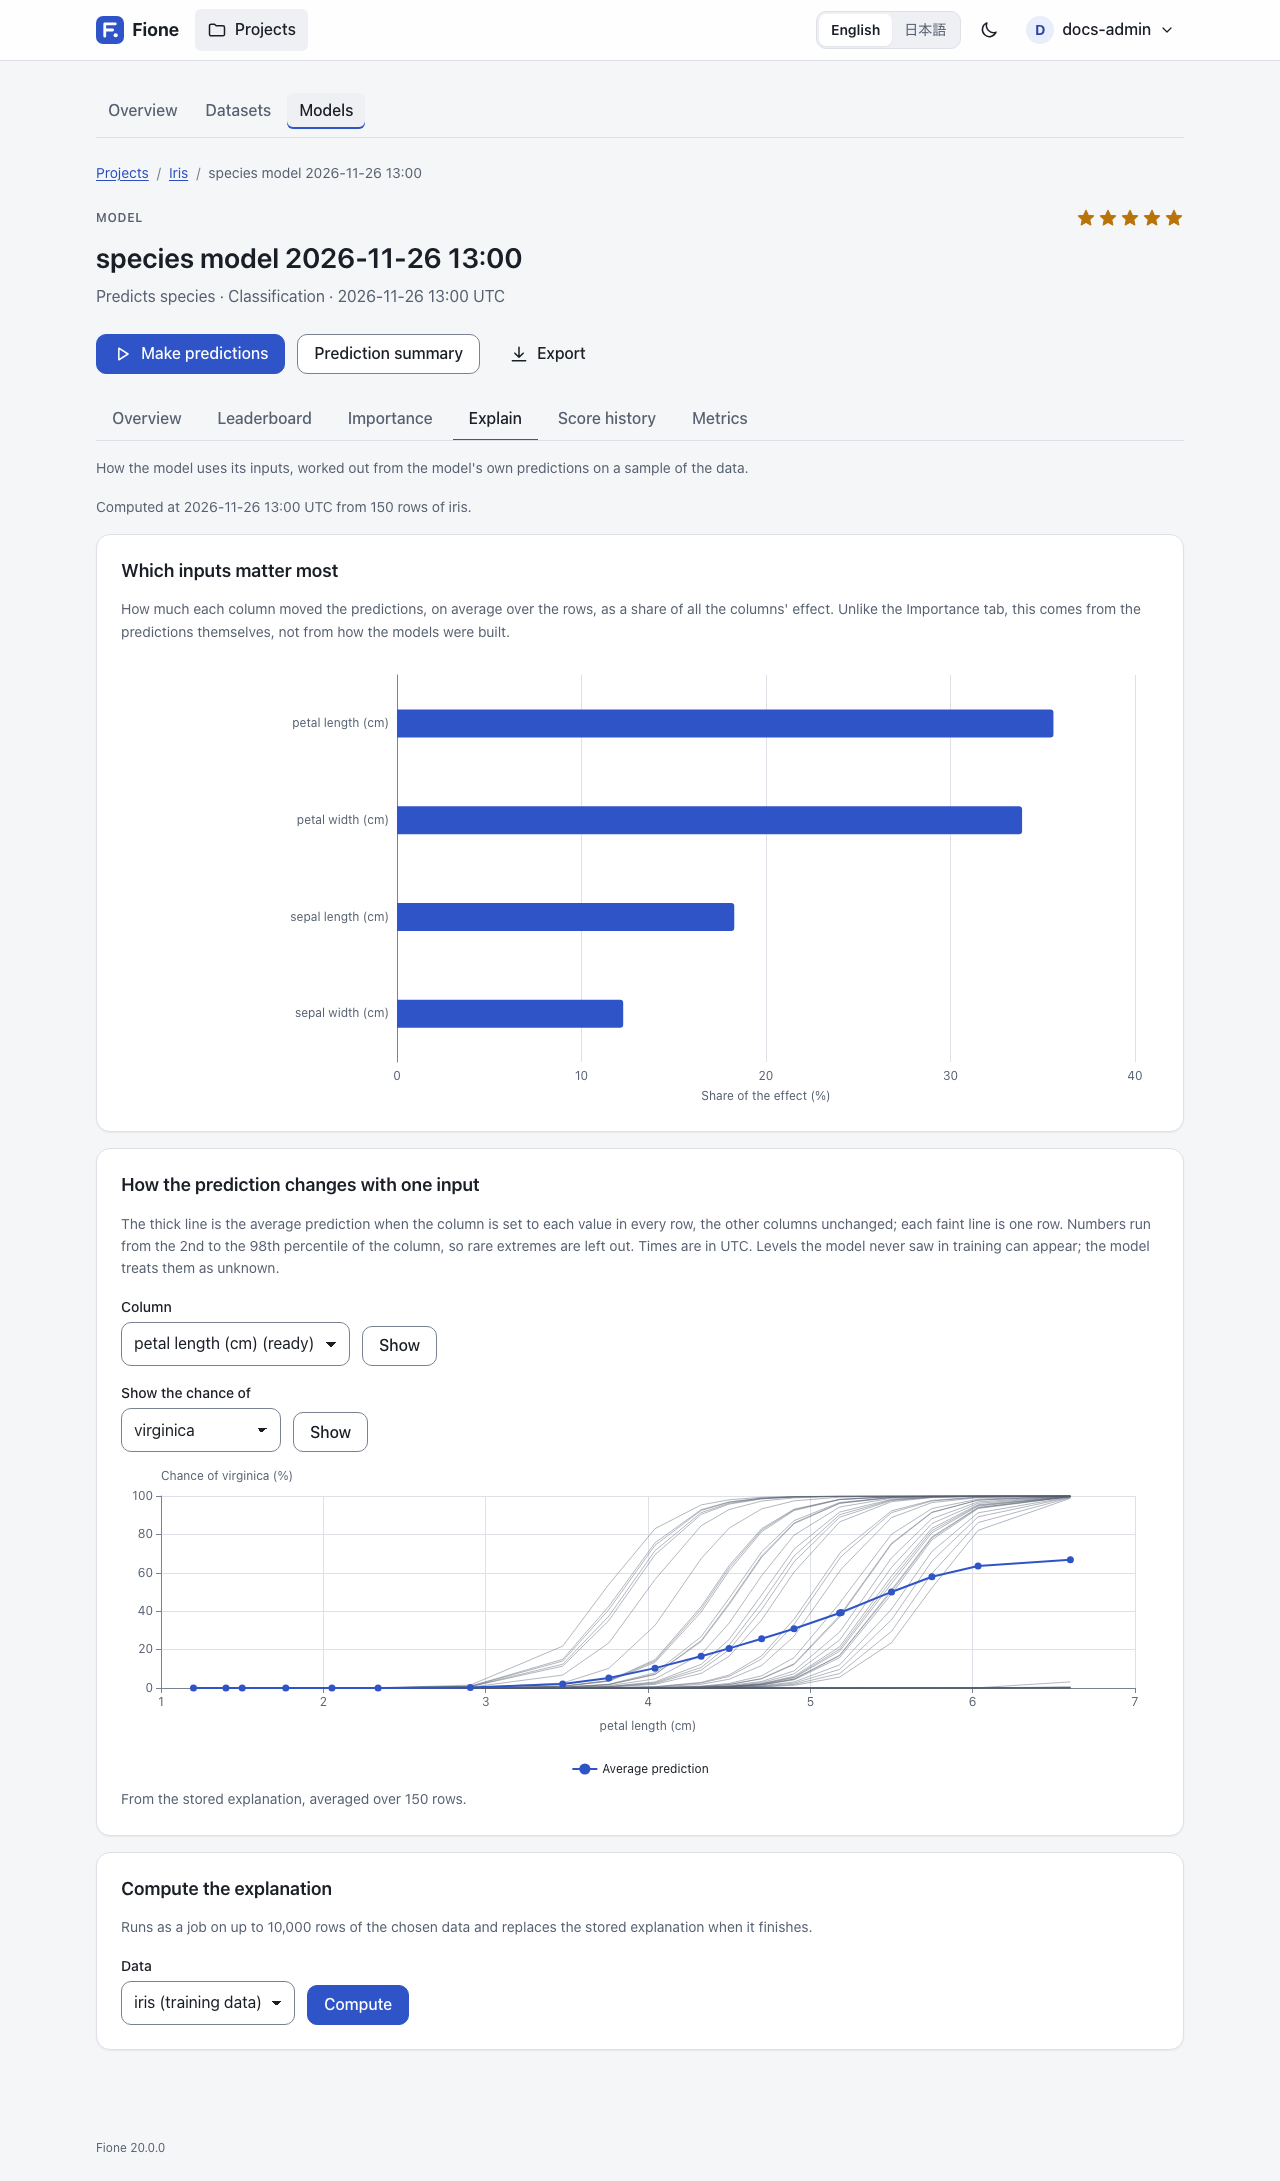 Fione
Projects
English
日本語
D
docs-admin
Overview
Datasets
Models
Projects / Iris / species model 2026-11-26 13:00
MODEL
species model 2026-11-26 13:00
Predicts species · Classification · 2026-11-26 13:00 UTC
Make predictions
Prediction summary
Export
Overview
Leaderboard
Importance
Explain
Score history
Metrics
How the model uses its inputs, worked out from the model's own predictions on a sample of the data.
Computed at 2026-11-26 13:00 UTC from 150 rows of iris.
Which inputs matter most
How much each column moved the predictions, on average over the rows, as a share of all the columns' effect. Unlike the Importance tab, this comes from the
predictions themselves, not from how the models were built.
petal length (cm)
petal width (cm)
sepal length (cm)
sepal width (cm)
0 10 20 30 40
Share of the effect (%)
How the prediction changes with one input
The thick line is the average prediction when the column is set to each value in every row, the other columns unchanged; each faint line is one row. Numbers run
from the 2nd to the 98th percentile of the column, so rare extremes are left out. Times are in UTC. Levels the model never saw in training can appear; the model
treats them as unknown.
Column
petal length (cm) (ready)
Show
Show the chance of
virginica
Show
Chance of virginica (%)
100
80
60
40
20
0
1 2 3 4 5 6 7
petal length (cm)
Average prediction
From the stored explanation, averaged over 150 rows.
Compute the explanation
Runs as a job on up to 10,000 rows of the chosen data and replaces the stored explanation when it finishes.
Data
iris (training data)
Compute
Fione 20.0.0